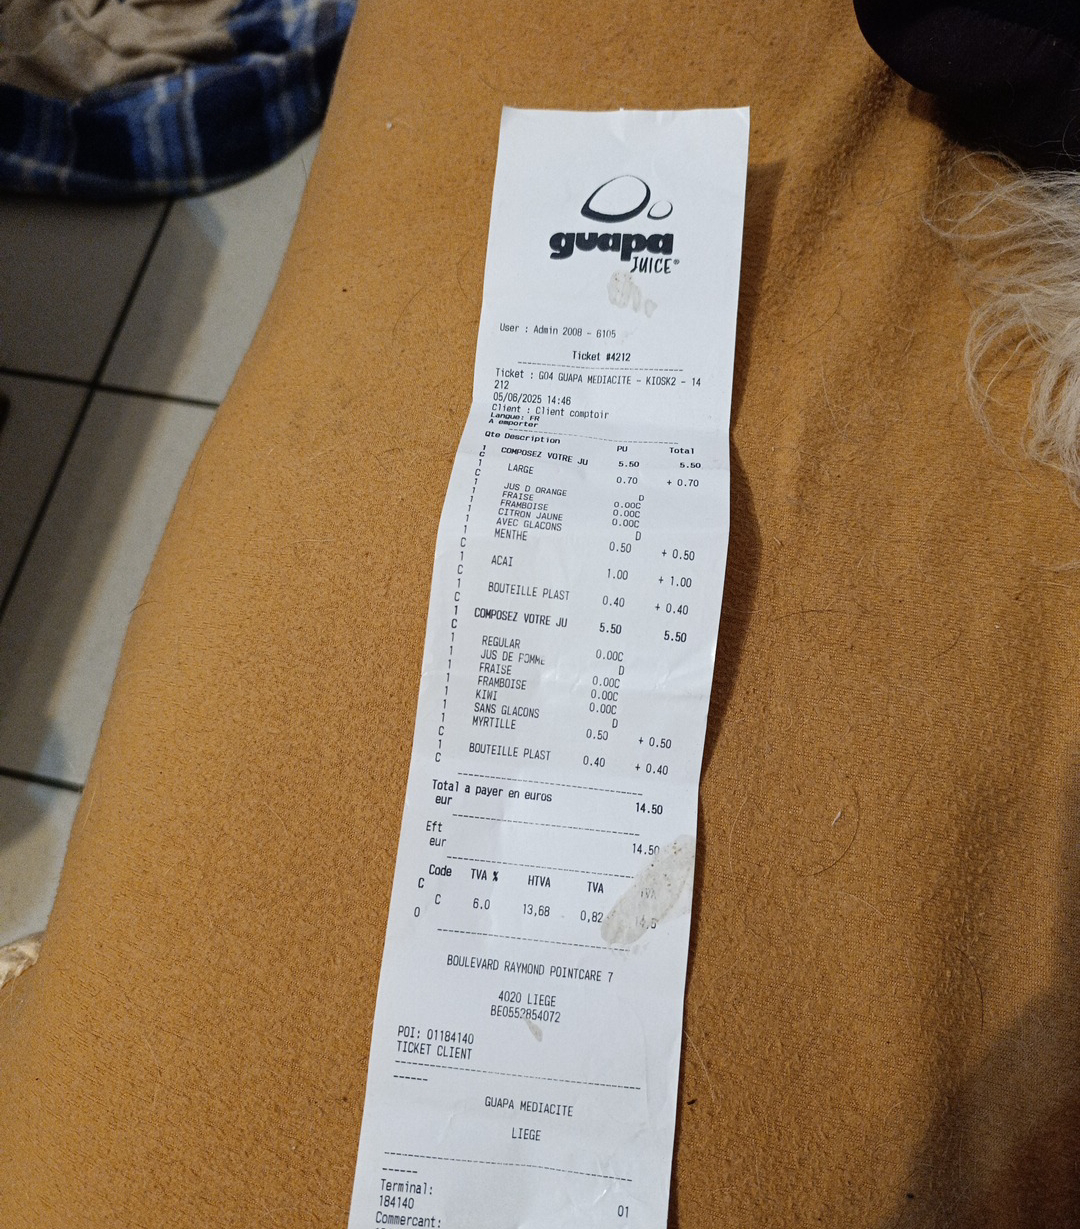 guapa
JUICE®
User : Admin 2008 - 6105
Ticket #4212
Ticket : G04 GUAPA MEDIACITE - KIOSK2 - 14
212
05/06/2025 14:46
Client : Client comptoir
Langue: FR
A emporter
Qte Description PU Total
1 COMPOSEZ VOTRE JU 5.50 5.50
C
1 LARGE 0.70 + 0.70
C
1 JUS D ORANGE D
1 FRAISE 0.00C
1 FRAMBOISE 0.00C
1 CITRON JAUNE 0.00C
1 AVEC GLACONS D
1 MENTHE 0.50 + 0.50
C
1 ACAI 1.00 + 1.00
C
1 BOUTEILLE PLAST 0.40 + 0.40
C
1 COMPOSEZ VOTRE JU 5.50 5.50
C
1 REGULAR 0.00C
1 JUS DE POMME D
1 FRAISE 0.00C
1 FRAMBOISE 0.00C
1 KIWI 0.00C
1 SANS GLACONS D
1 MYRTILLE 0.50 + 0.50
C
1 BOUTEILLE PLAST 0.40 + 0.40
C
Total a payer en euros 14.50
eur
Eft 14.50
eur
Code TVA % HTVA TVA
C
C 6.0 13,68 0,82
0
BOULEVARD RAYMOND POINTCARE 7
4020 LIEGE
BE0552854072
POI: 01184140
TICKET CLIENT
GUAPA MEDIACITE
LIEGE
Terminal: 01
184140
Commercant: